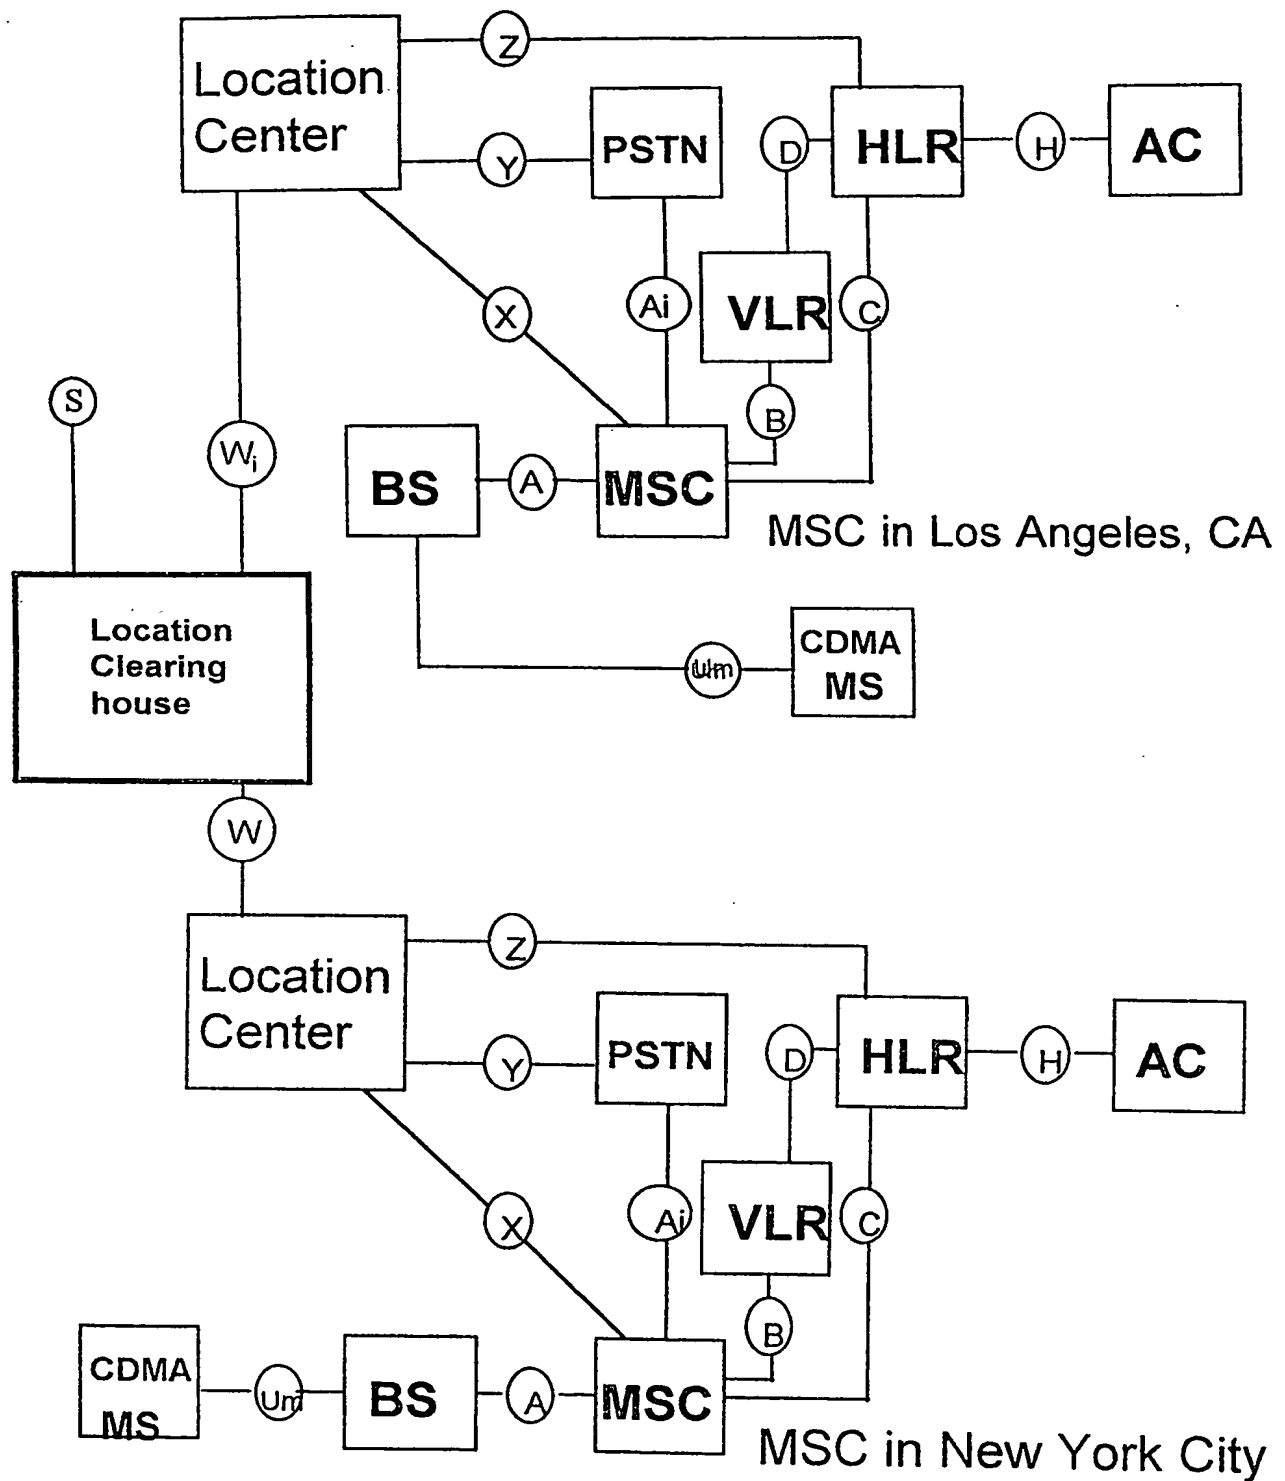 Z
Location
Center
PSTN
D
HLR
H
AC
Y
VLR
Ai
C
X
S
B
Wi
BS
A
MSC
MSC in Los Angeles, CA
Location
Clearing
house
Um
CDMA
MS
W
Z
Location
Center
PSTN
D
HLR
H
AC
Y
VLR
Ai
C
X
B
CDMA
MS
Um
BS
A
MSC
MSC in New York City